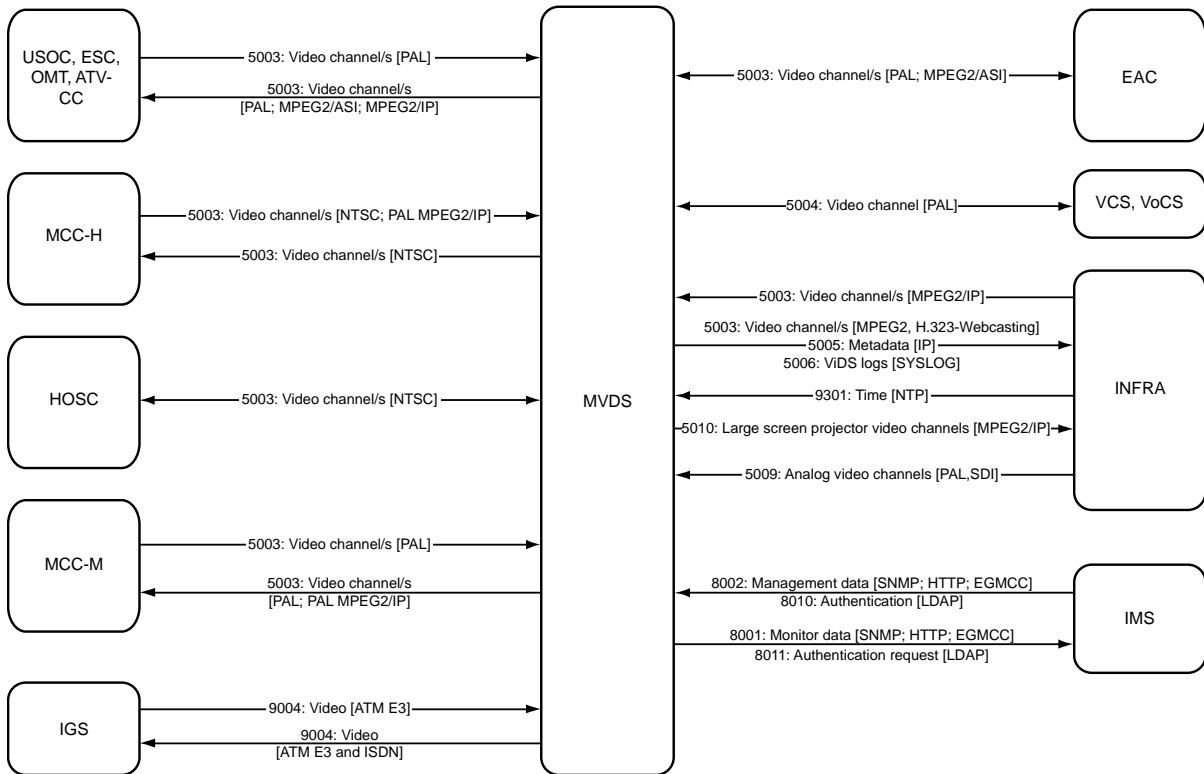 USOC, ESC,
OMT, ATV-
CC
5003: Video channel/s [PAL]
5003: Video channel/s
[PAL; MPEG2/ASI; MPEG2/IP]
MCC-H
5003: Video channel/s [NTSC; PAL MPEG2/IP]
5003: Video channel/s [NTSC]
HOSC
5003: Video channel/s [NTSC]
MCC-M
5003: Video channel/s [PAL]
5003: Video channel/s
[PAL; PAL MPEG2/IP]
IGS
9004: Video [ATM E3]
9004: Video
[ATM E3 and ISDN]
MVDS
5003: Video channel/s [PAL; MPEG2/ASI]
EAC
5004: Video channel [PAL]
VCS, VoCS
5003: Video channel/s [MPEG2/IP]
5003: Video channel/s [MPEG2, H.323-Webcasting]
5005: Metadata [IP]
5006: ViDS logs [SYSLOG]
9301: Time [NTP]
5010: Large screen projector video channels [MPEG2/IP]
5009: Analog video channels [PAL,SDI]
INFRA
8002: Management data [SNMP; HTTP; EGMCC]
8010: Authentication [LDAP]
8001: Monitor data [SNMP; HTTP; EGMCC]
8011: Authentication request [LDAP]
IMS